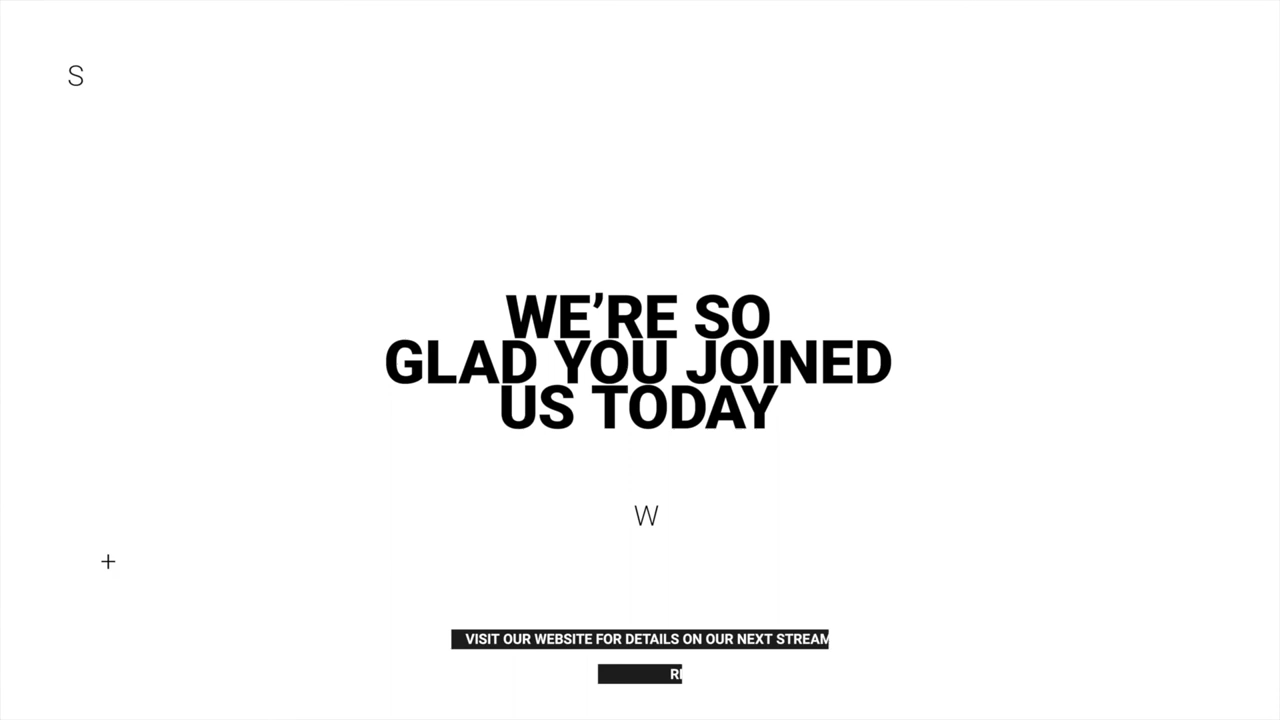 S
WE’RE SO
GLAD YOU JOINED
US TODAY
W
+
VISIT OUR WEBSITE FOR DETAILS ON OUR NEXT STREAM